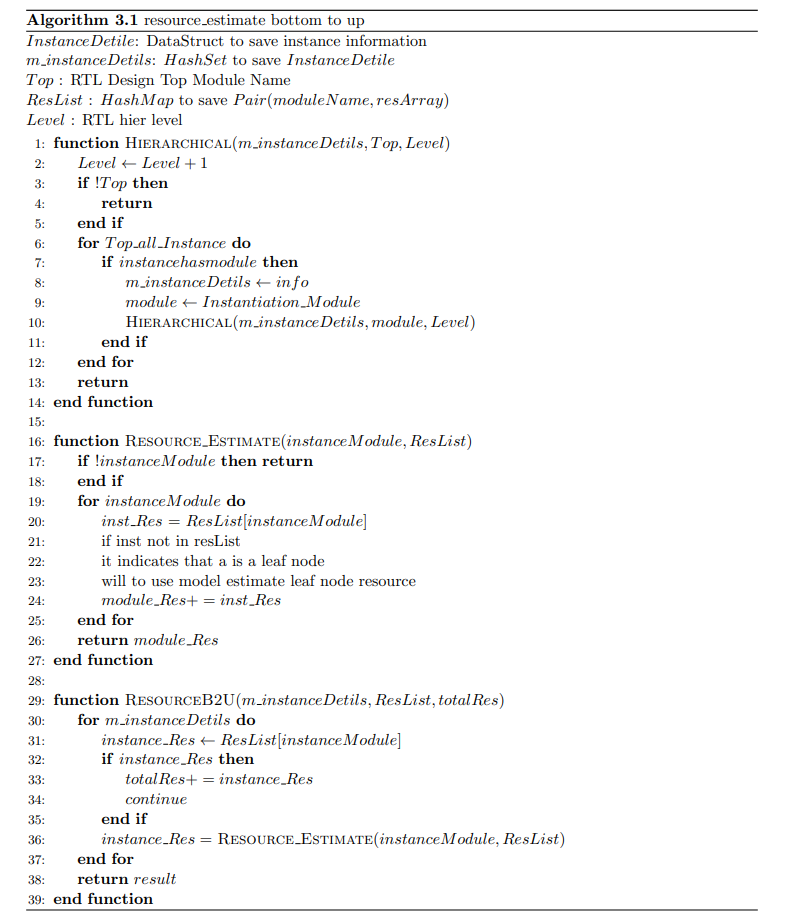 Algorithm 3.1 resource_estimate bottom to up
InstanceDetile: DataStruct to save instance information
m_instanceDetils: HashSet to save InstanceDetile
Top : RTL Design Top Module Name
ResList : HashMap to save Pair(moduleName, resArray)
Level : RTL hier level
1: function HIERARCHICAL(m_instanceDetils, Top, Level)
2: Level ← Level + 1
3: if !Top then
4: return
5: end if
6: for Top_all_Instance do
7: if instancehasmodule then
8: m_instanceDetils ← info
9: module ← Instantiation_Module
10: HIERARCHICAL(m_instanceDetils, module, Level)
11: end if
12: end for
13: return
14: end function
15:
16: function RESOURCE_ESTIMATE(instanceModule, ResList)
17: if !instanceModule then return
18: end if
19: for instanceModule do
20: inst_Res = ResList[instanceModule]
21: if inst not in resList
22: it indicates that a is a leaf node
23: will to use model estimate leaf node resource
24: module_Res+ = inst_Res
25: end for
26: return module_Res
27: end function
28:
29: function RESOURCEB2U(m_instanceDetils, ResList, totalRes)
30: for m_instanceDetils do
31: instance_Res ← ResList[instanceModule]
32: if instance_Res then
33: totalRes+ = instance_Res
34: continue
35: end if
36: instance_Res = RESOURCE_ESTIMATE(instanceModule, ResList)
37: end for
38: return result
39: end function